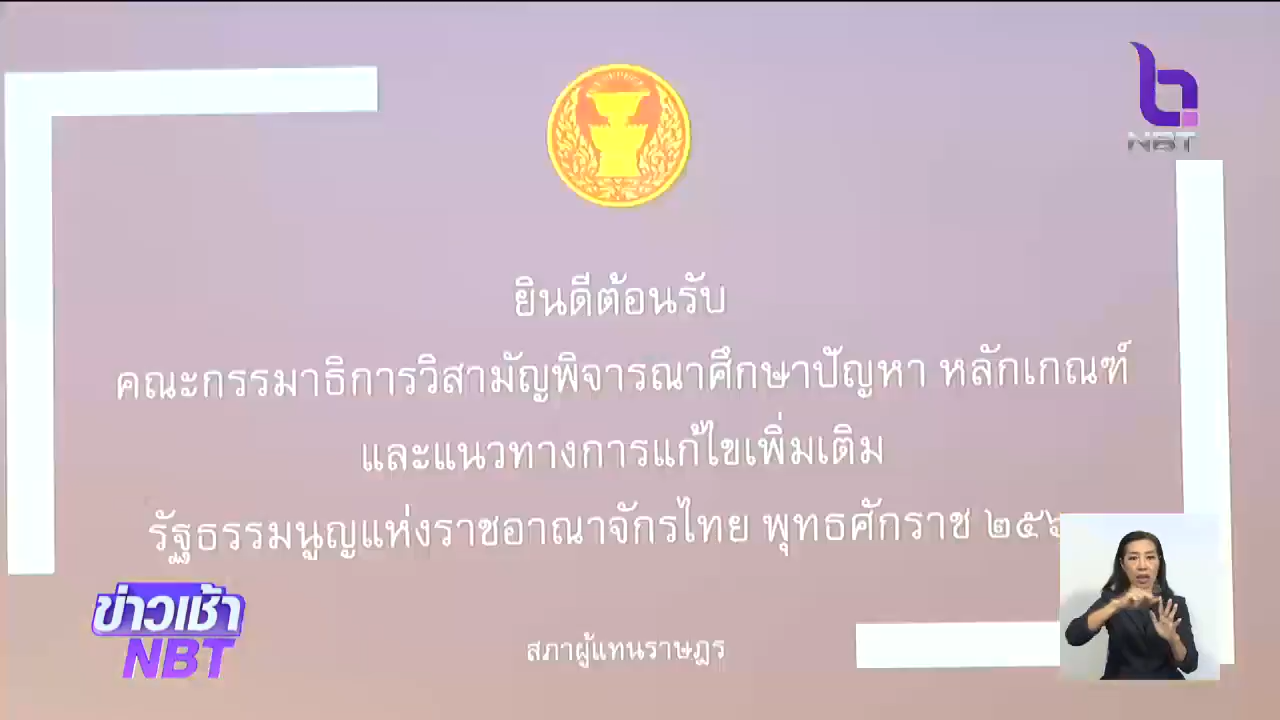 NBT
ยินดีต้อนรับ
คณะกรรมาธิการวิสามัญพิจารณาศึกษาปัญหา หลักเกณฑ์
และแนวทางการแก้ไขเพิ่มเติม
รัฐธรรมนูญแห่งราชอาณาจักรไทย พุทธศักราช
สภาผู้แทนราษฎร
ข่าวเช้า
NBT